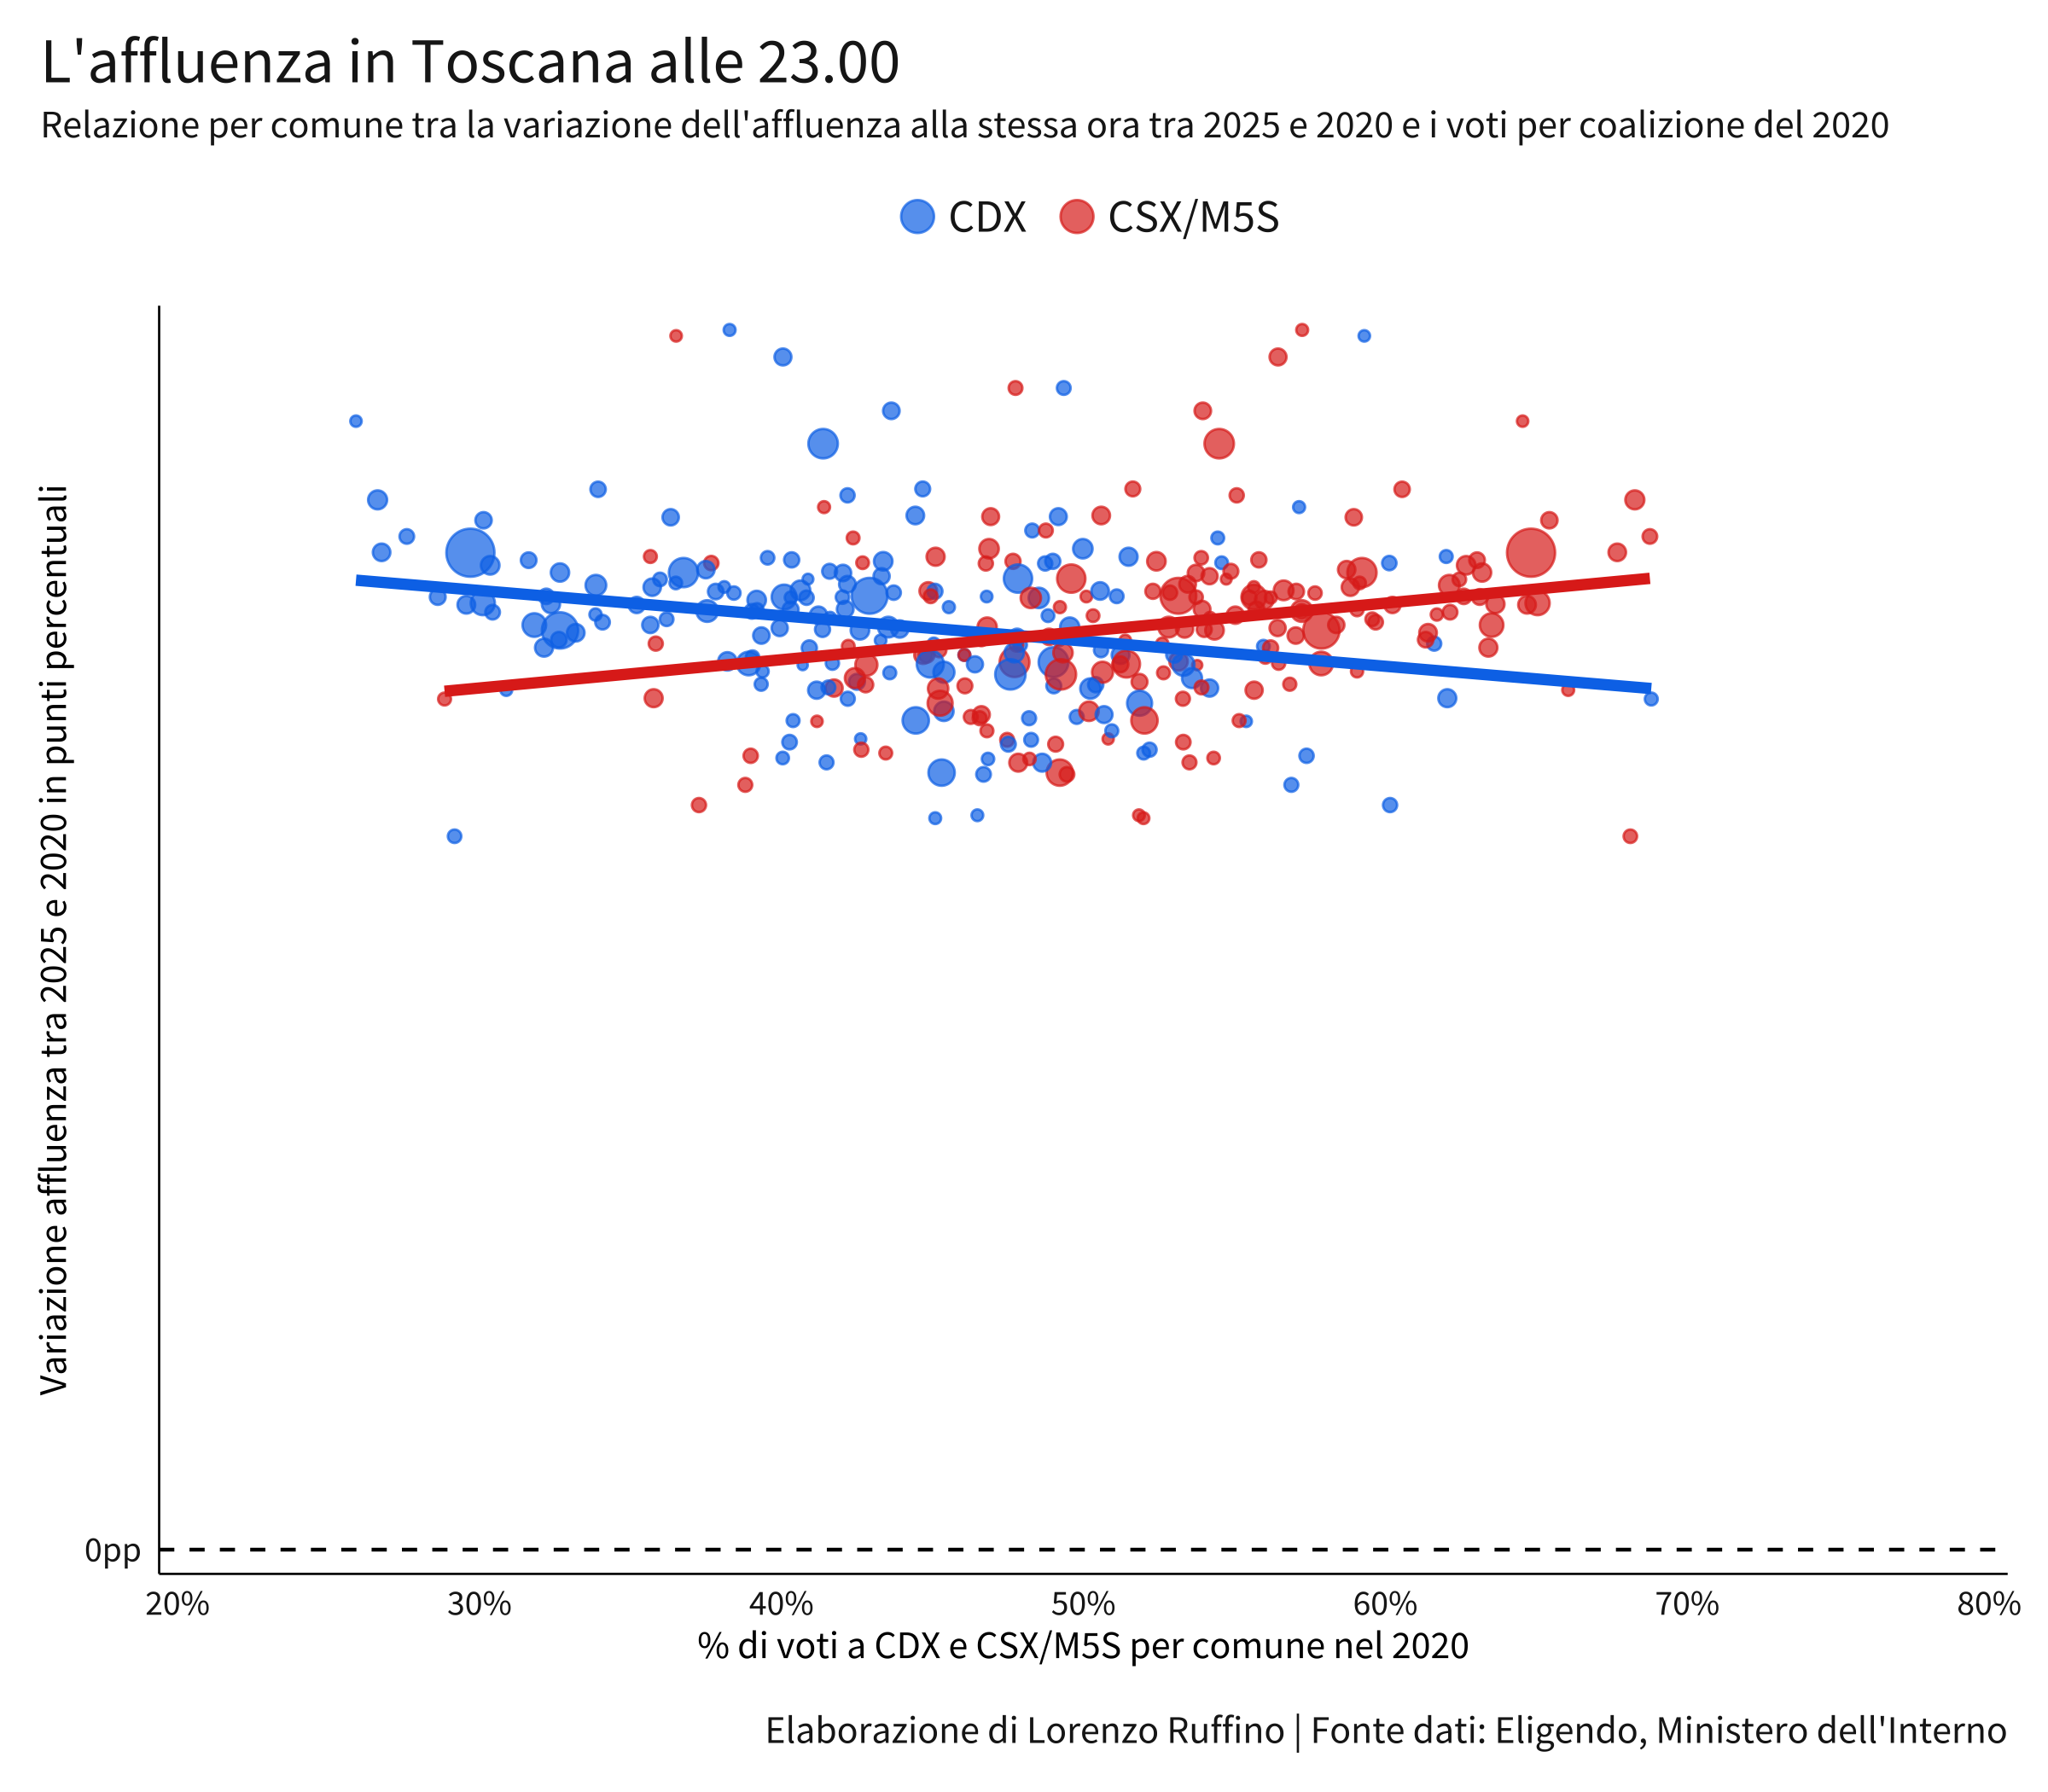 L'affluenza in Toscana alle 23.00
Relazione per comune tra la variazione dell'affluenza alla stessa ora tra 2025 e 2020 e i voti per coalizione del 2020
CDX CSX/M5S
Variazione affluenza tra 2025 e 2020 in punti percentuali
0pp
20% 30% 40% 50% 60% 70% 80%
% di voti a CDX e CSX/M5S per comune nel 2020
Elaborazione di Lorenzo Ruffino | Fonte dati: Eligendo, Ministero dell'Interno